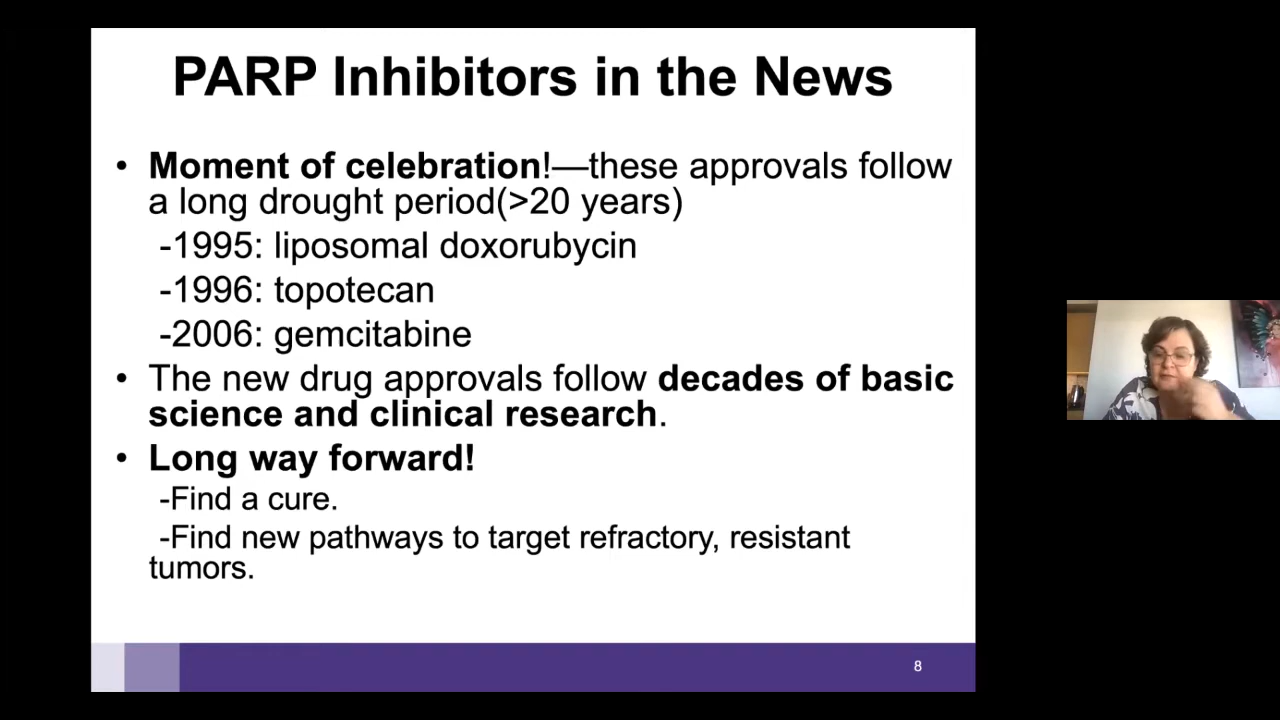 PARP Inhibitors in the News
• Moment of celebration!—these approvals follow
a long drought period(>20 years)
-1995: liposomal doxorubycin
-1996: topotecan
-2006: gemcitabine
• The new drug approvals follow decades of basic
science and clinical research.
• Long way forward!
-Find a cure.
-Find new pathways to target refractory, resistant
tumors.
8